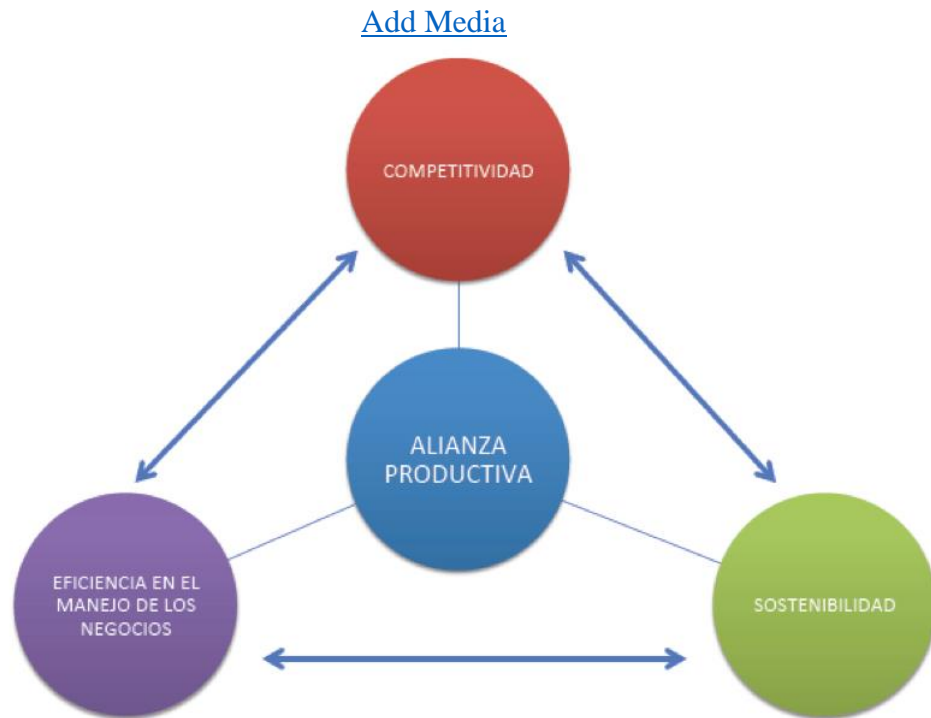 Add Media
COMPETITIVIDAD
ALIANZA
PRODUCTIVA
EFICIENCIA EN EL
MANEJO DE LOS
NEGOCIOS
SOSTENIBILIDAD